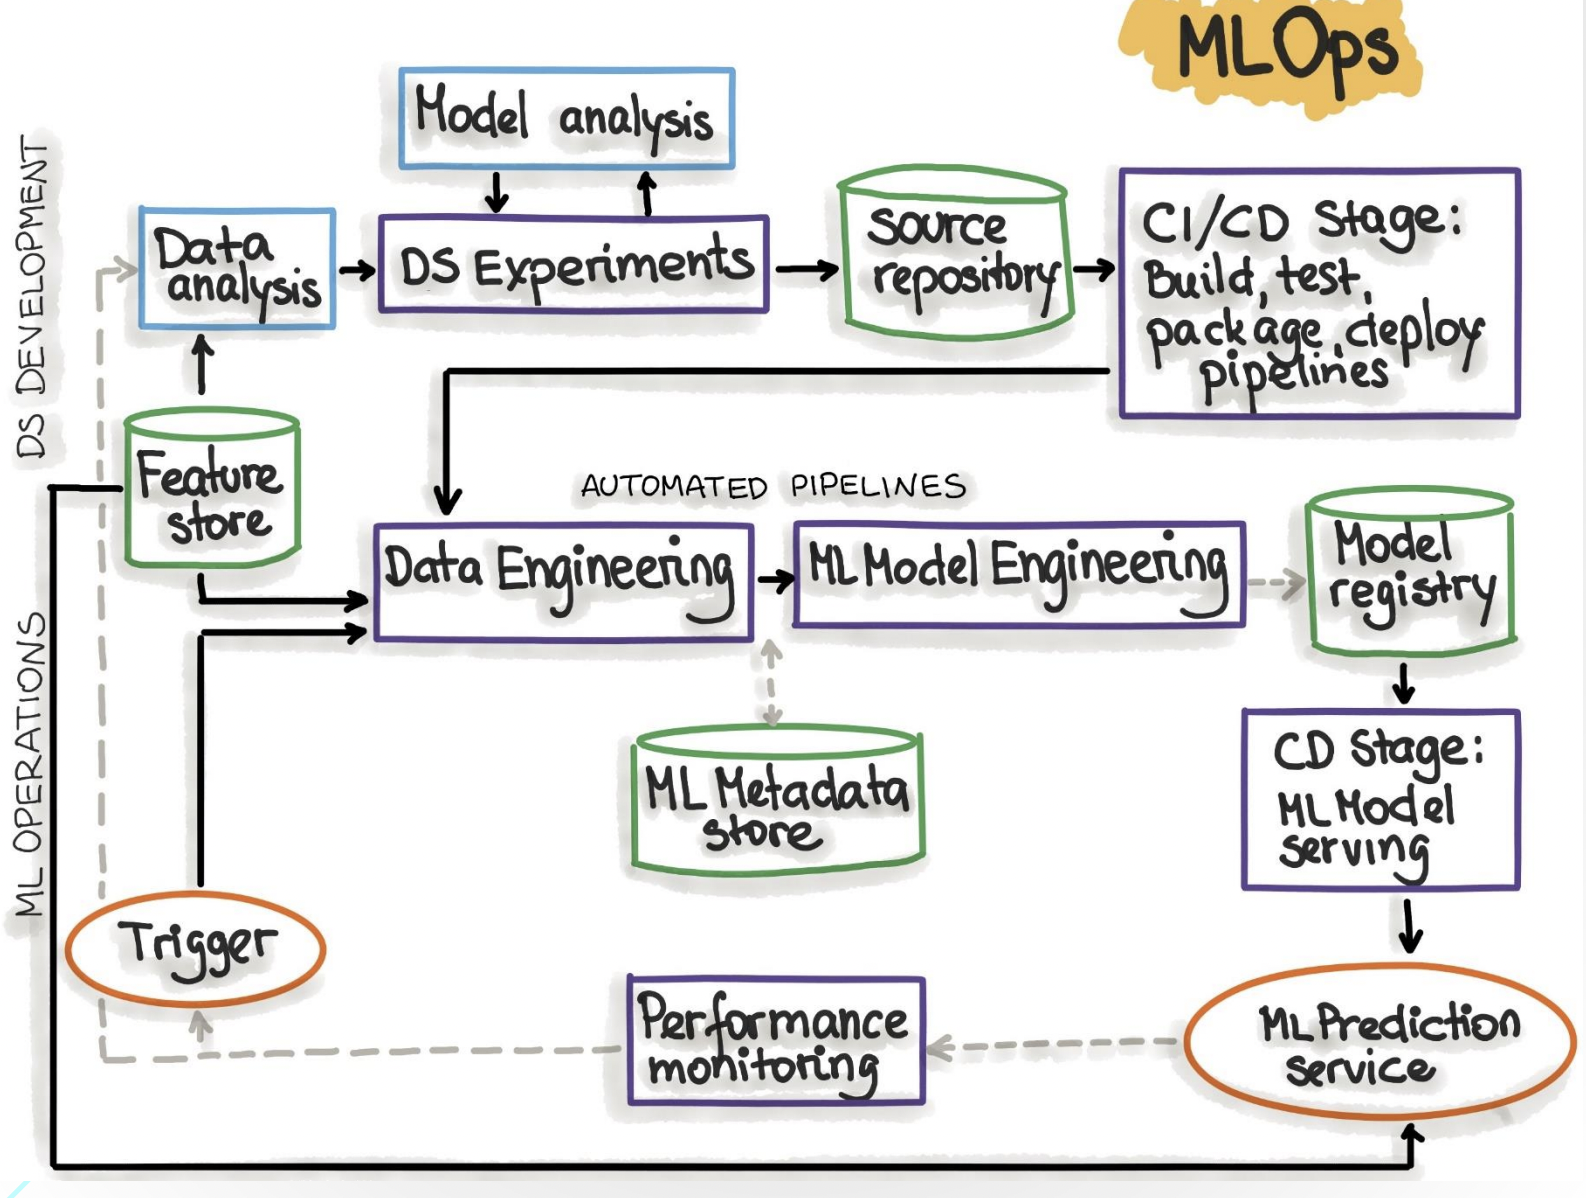 MLOps
Model analysis
DS DEVELOPMENT
Data
analysis
DS Experiments
source
repository
CI/CD Stage:
Build, test,
package, deploy
pipelines
Feature
store
AUTOMATED PIPELINES
Data Engineering
ML Model Engineering
Model
registry
ML OPERATIONS
ML Metadata
store
CD Stage:
ML Model
serving
Trigger
Performance
monitoring
ML Prediction
service